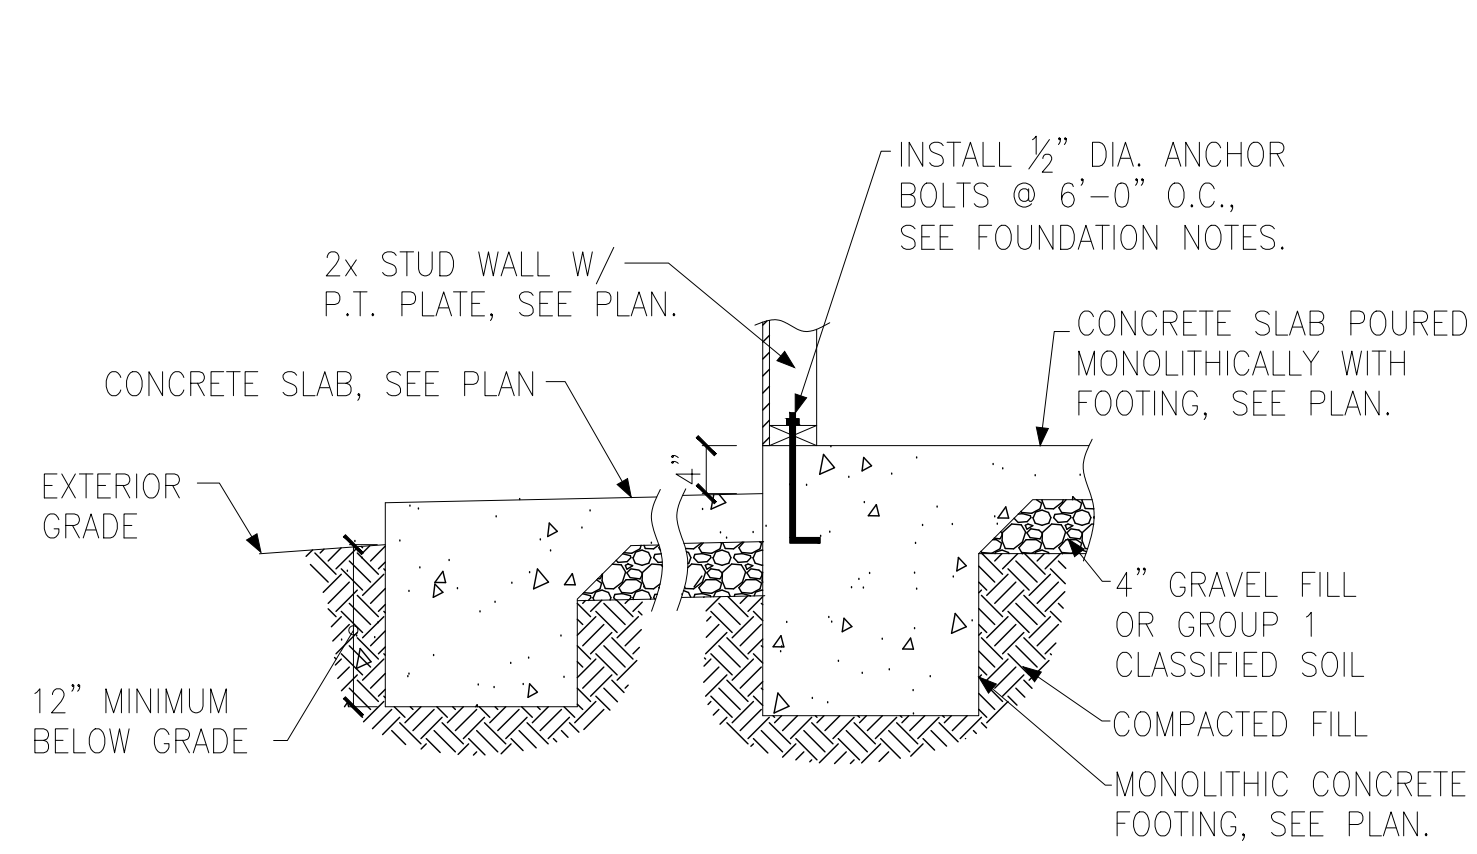 INSTALL ½" DIA. ANCHOR
BOLTS @ 6'-0" O.C.,
SEE FOUNDATION NOTES.
2x STUD WALL W/
P.T. PLATE, SEE PLAN.
CONCRETE SLAB POURED
MONOLITHICALLY WITH
FOOTING, SEE PLAN.
CONCRETE SLAB, SEE PLAN
4"
EXTERIOR
GRADE
4" GRAVEL FILL
OR GROUP 1
CLASSIFIED SOIL
12" MINIMUM
BELOW GRADE
COMPACTED FILL
MONOLITHIC CONCRETE
FOOTING, SEE PLAN.